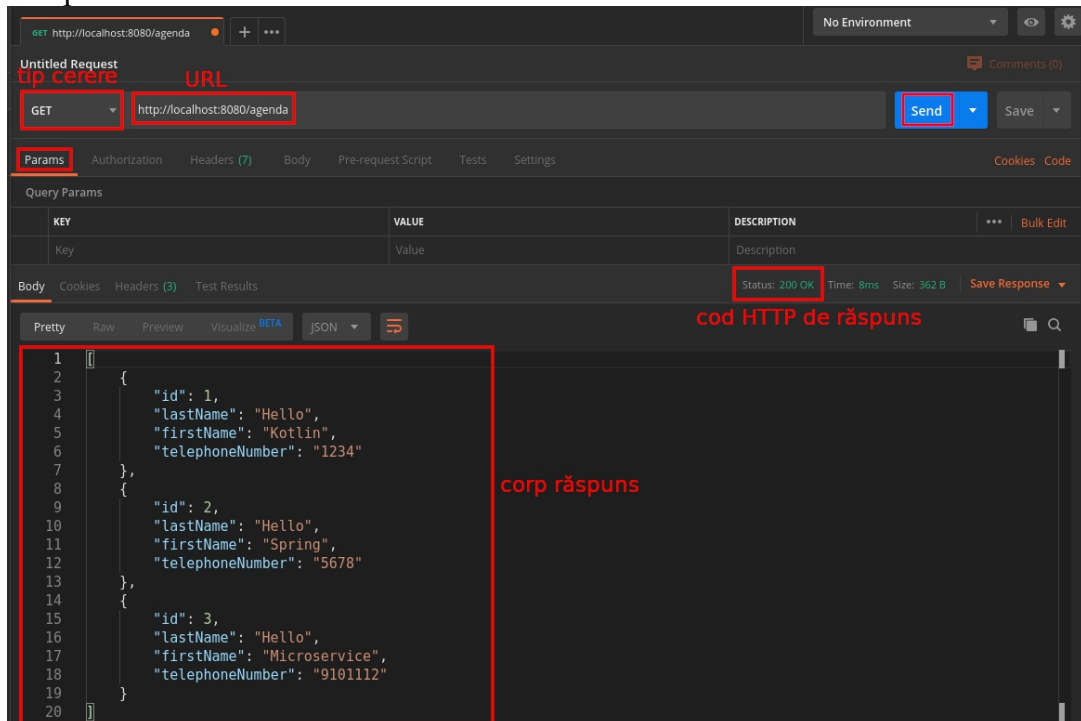 GET http://localhost:8080/agenda
No Environment
Untitled Request
Comments (0)
tip cerere
URL
GET http://localhost:8080/agenda Send Save
Params Authorization Headers (7) Body Pre-request Script Tests Settings Cookies Code
Query Params
KEY VALUE DESCRIPTION ••• Bulk Edit
Key Value Description
Body Cookies Headers (3) Test Results Status: 200 OK Time: 8ms Size: 362 B Save Response
cod HTTP de răspuns
Pretty Raw Preview Visualize BETA JSON
1 [
2 {
3 "id": 1,
4 "lastName": "Hello",
5 "firstName": "Kotlin",
6 "telephoneNumber": "1234"
7 },
8 {
corp răspuns
9 "id": 2,
10 "lastName": "Hello",
11 "firstName": "Spring",
12 "telephoneNumber": "5678"
13 },
14 {
15 "id": 3,
16 "lastName": "Hello",
17 "firstName": "Microservice",
18 "telephoneNumber": "9101112"
19 }
20 ]